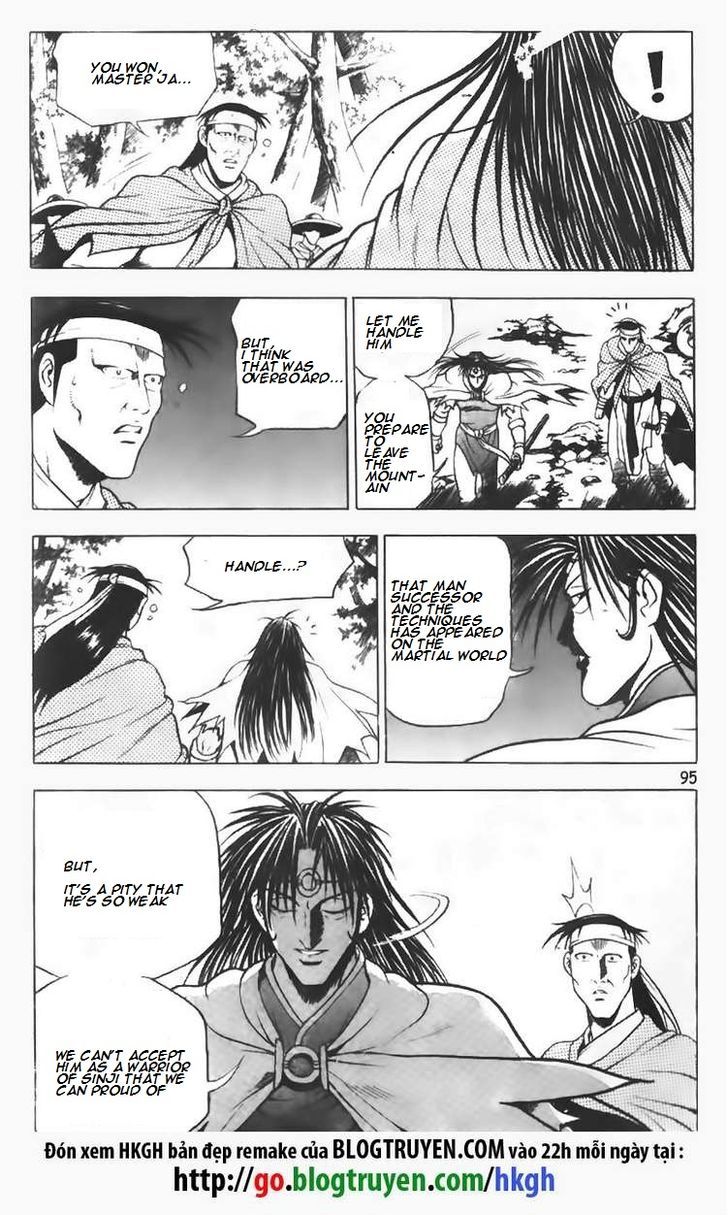 YOU WON,
MASTER JA...
!
BUT,
I THINK
THAT WAS
OVERBOARD...
LET ME
HANDLE
HIM
YOU
PREPARE
TO
LEAVE
THE
MOUNT-
AIN
HANDLE...?
THAT MAN
SUCCESSOR
AND THE
TECHNIQUES
HAS APPEARED
ON THE
MARTIAL WORLD
95
BUT,
IT'S A PITY THAT
HE'S SO WEAK
WE CAN'T ACCEPT
HIM AS A WARRIOR
OF SINJI THAT WE
CAN PROUD OF
Đón xem HKGH bản đẹp remake của BLOGTRUYEN.COM vào 22h mỗi ngày tại :
http://go.blogtruyen.com/hkgh